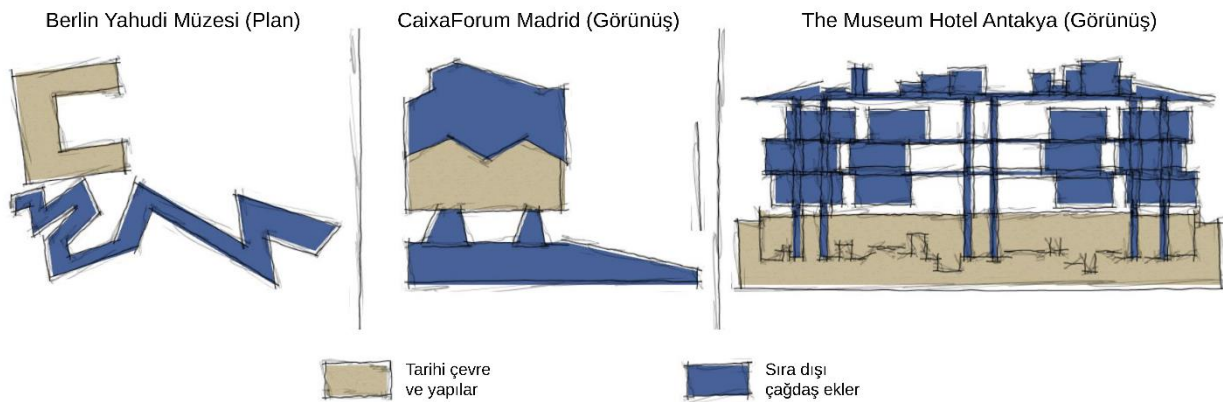 Berlin Yahudi Müzesi (Plan)
CaixaForum Madrid (Görünüş)
The Museum Hotel Antakya (Görünüş)
Tarihi çevre
ve yapılar
Sıra dışı
çağdaş ekler